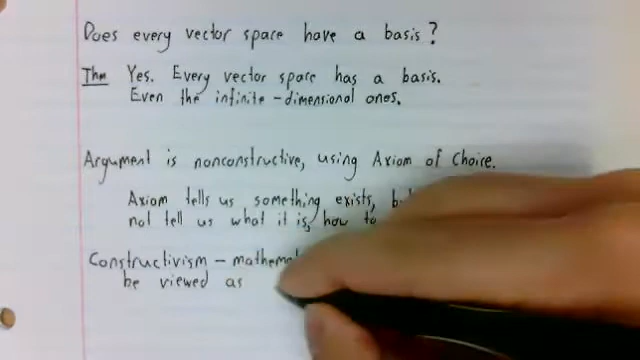 Does every vector space have a basis?
Thm Yes. Every vector space has a basis.
Even the infinite-dimensional ones.
Argument is nonconstructive, using Axiom of Choice.
Axiom tells us something exists,
not tell us what it is, how to
Constructivism -
be viewed as